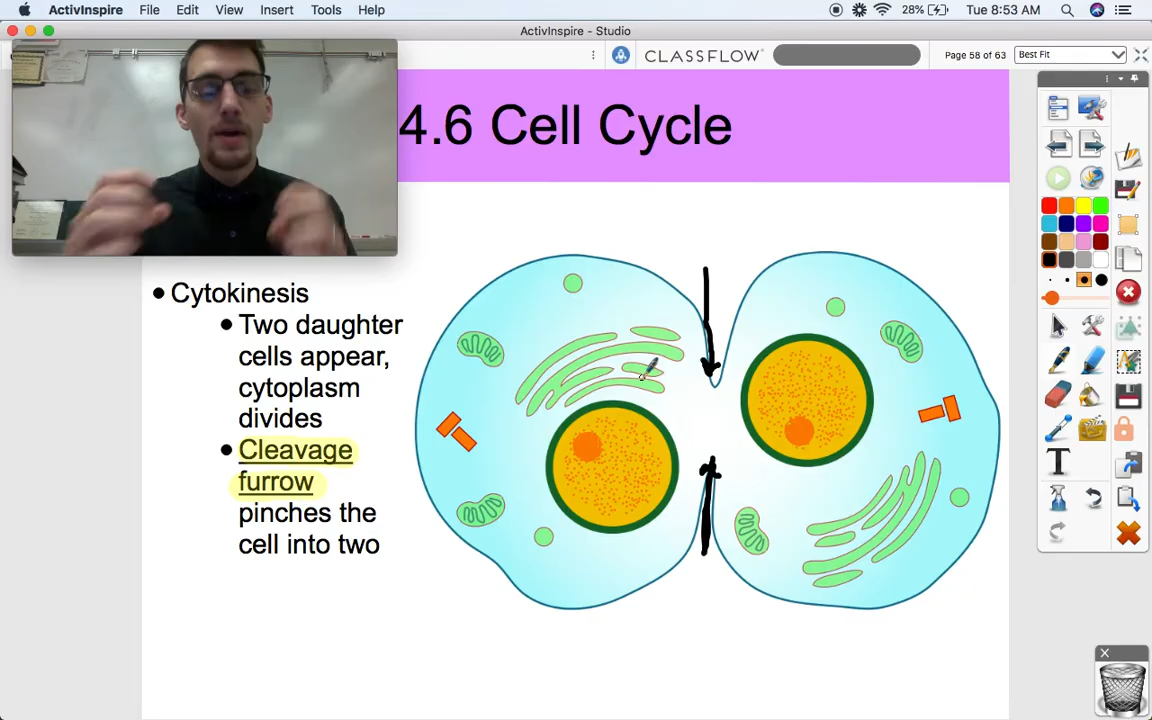 ActivInspire File Edit View Insert Tools Help 28% Tue 8:53 AM
ActivInspire - Studio
CLASSFLOW Page 58 of 63 Best Fit
4.6 Cell Cycle
Cytokinesis
Two daughter
cells appear,
cytoplasm
divides
Cleavage
furrow
pinches the
cell into two
T